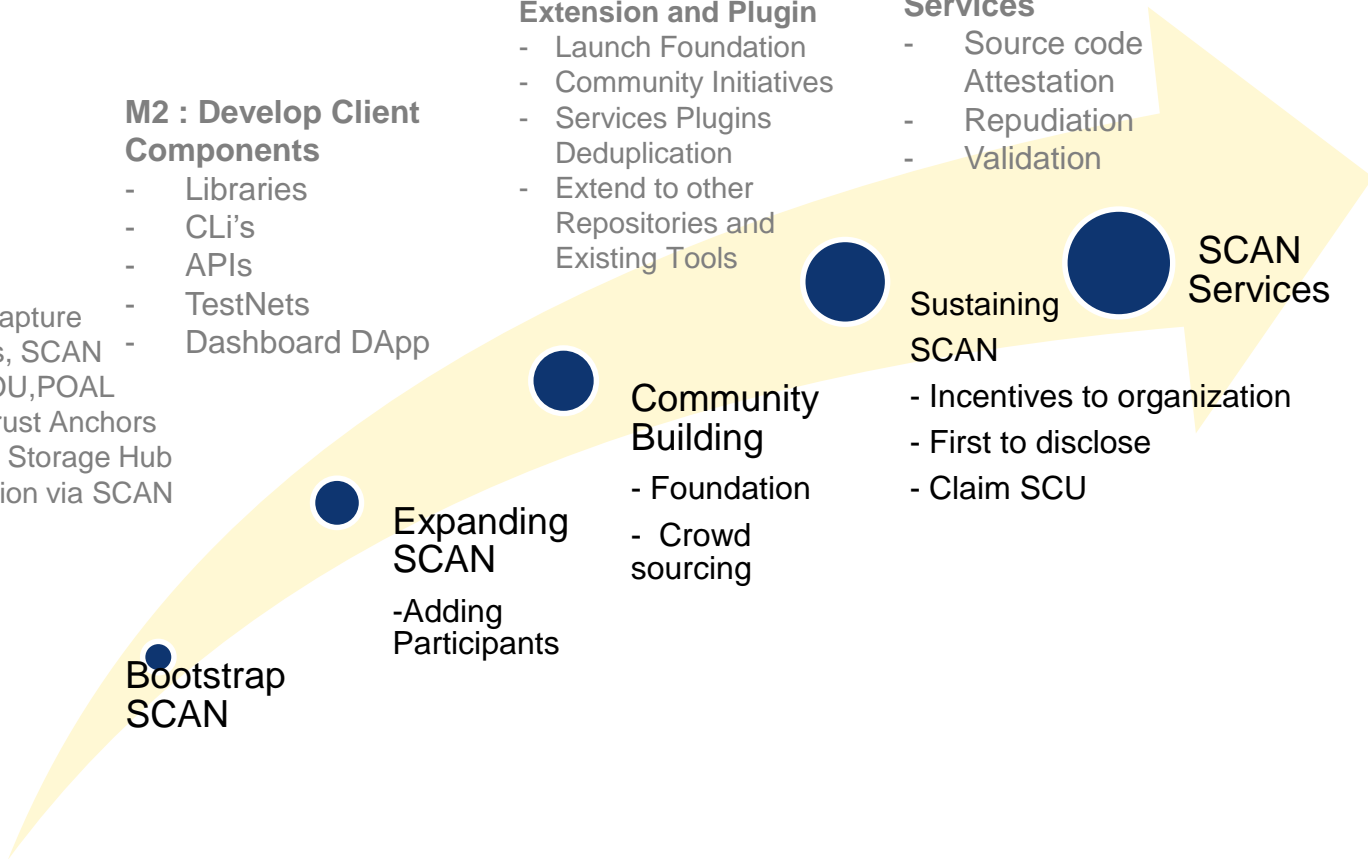 Extension and Plugin
- Launch Foundation
- Community Initiatives
- Services Plugins
Deduplication
- Extend to other
Repositories and
Existing Tools
Services
- Source code
Attestation
- Repudiation
- Validation
M2 : Develop Client
Components
- Libraries
- CLi's
- APIs
- TestNets
- Dashboard DApp
apture
s, SCAN
OU,POAL
rust Anchors
Storage Hub
ion via SCAN
Bootstrap
SCAN
Expanding
SCAN
-Adding
Participants
Community
Building
- Foundation
- Crowd
sourcing
Sustaining
SCAN
- Incentives to organization
- First to disclose
- Claim SCU
SCAN
Services